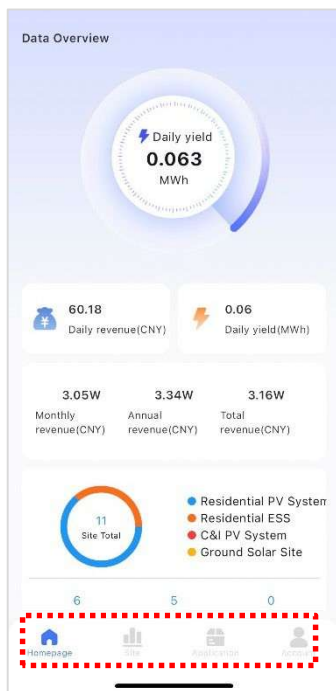 Data Overview
Daily yield
0.063
MWh
60.18
Daily revenue(CNY)
0.06
Daily yield(MWh)
3.05W
3.34W
3.16W
Monthly
revenue(CNY)
Annual
revenue(CNY)
Total
revenue(CNY)
11
Site Total
Residential PV System
Residential ESS
C&I PV System
Ground Solar Site
6
5
0
Homepage
Site
Application
Account